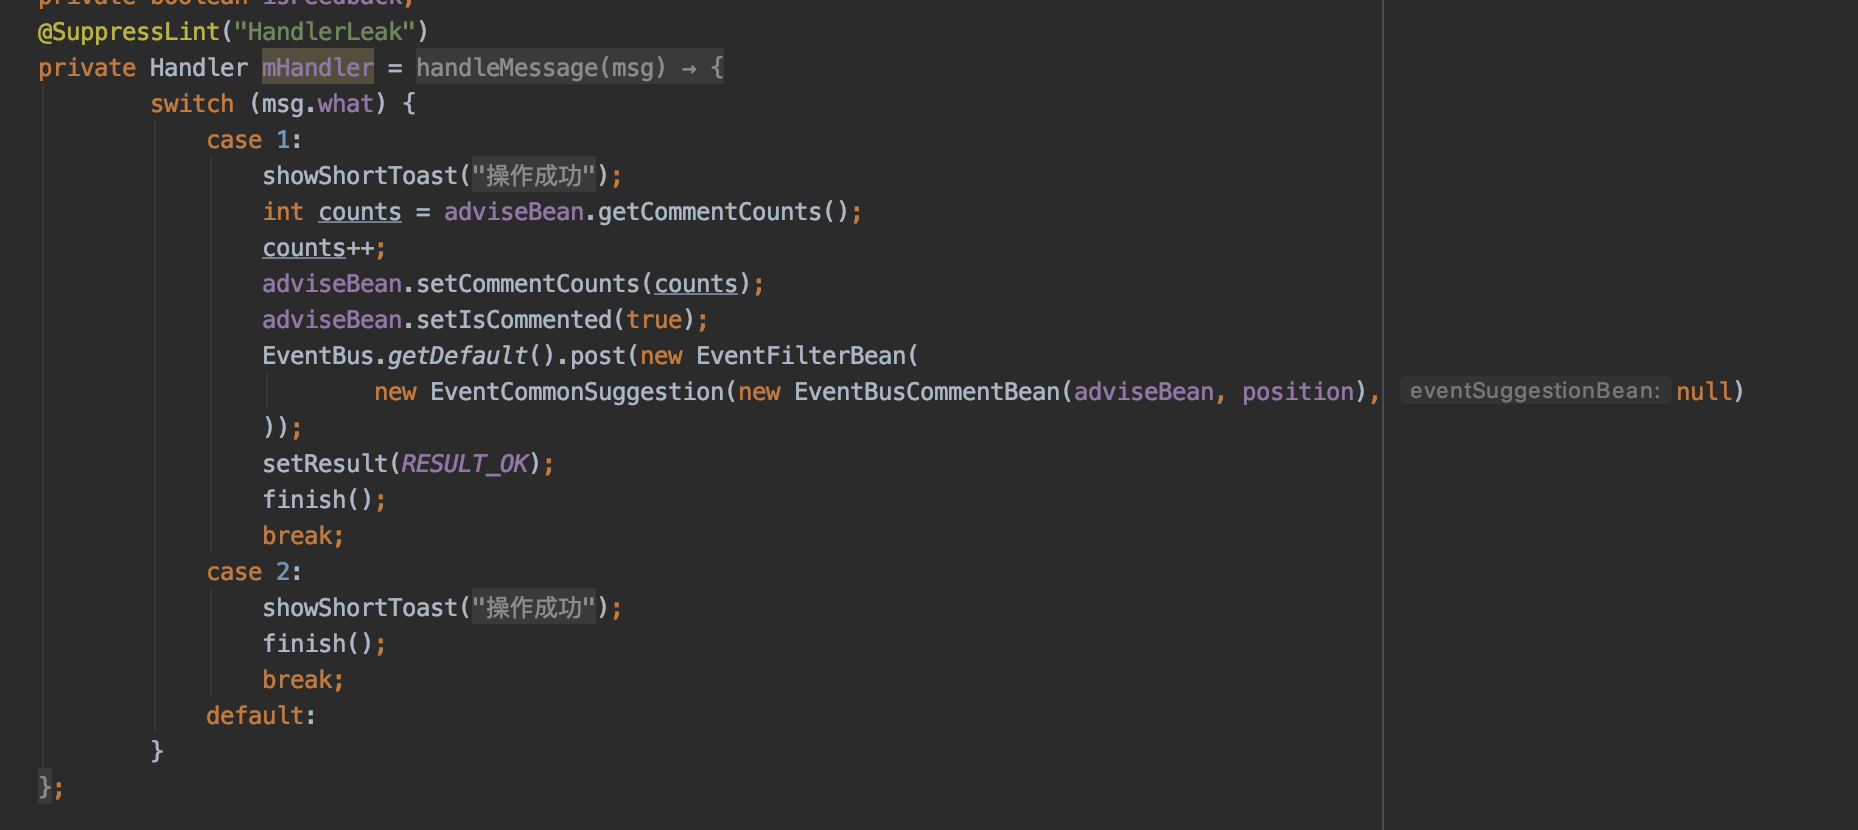 private boolean isFeedback;
@SuppressLint("HandlerLeak")
private Handler mHandler = handleMessage(msg) → {
switch (msg.what) {
case 1:
showShortToast("操作成功");
int counts = adviseBean.getCommentCounts();
counts++;
adviseBean.setCommentCounts(counts);
adviseBean.setIsCommented(true);
EventBus.getDefault().post(new EventFilterBean(
new EventCommonSuggestion(new EventBusCommentBean(adviseBean, position), eventSuggestionBean: null)
));
setResult(RESULT_OK);
finish();
break;
case 2:
showShortToast("操作成功");
finish();
break;
default:
}
};